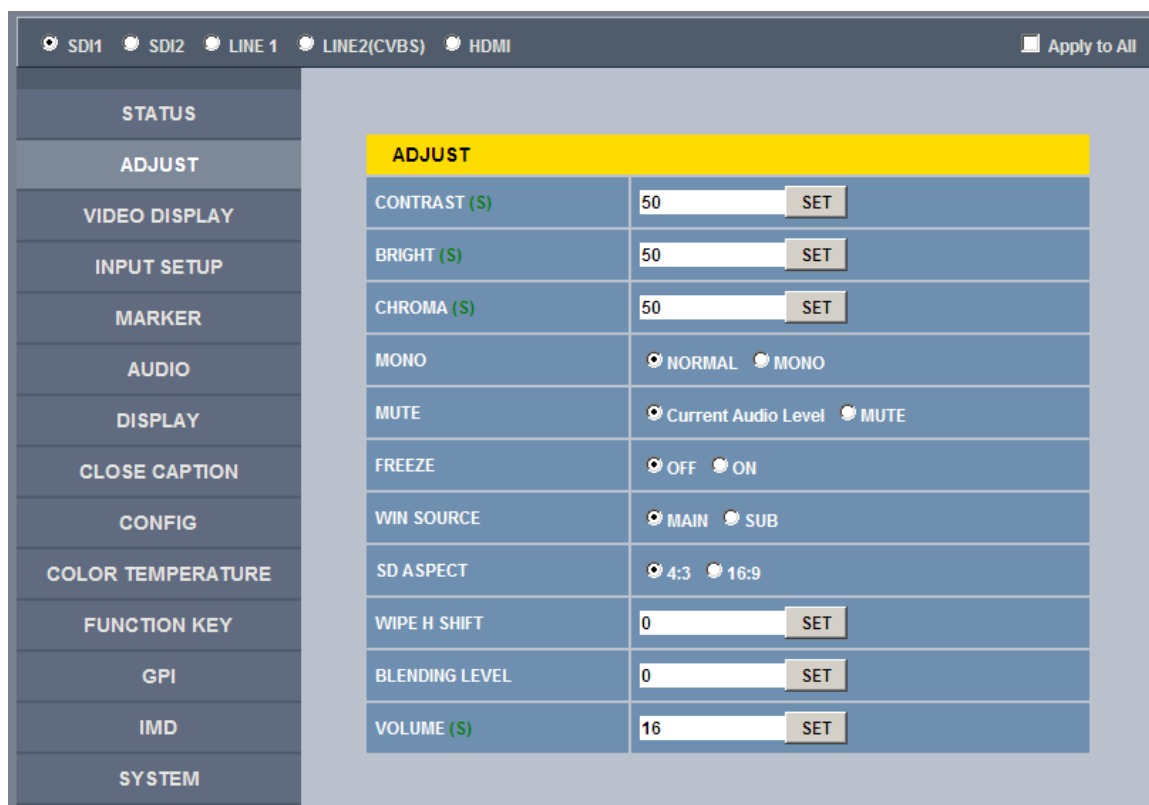 SDI1 SDI2 LINE 1 LINE2(CVBS) HDMI Apply to All
STATUS
ADJUST
VIDEO DISPLAY
INPUT SETUP
MARKER
AUDIO
DISPLAY
CLOSE CAPTION
CONFIG
COLOR TEMPERATURE
FUNCTION KEY
GPI
IMD
SYSTEM
ADJUST
CONTRAST (S) 50 SET
BRIGHT (S) 50 SET
CHROMA (S) 50 SET
MONO NORMAL MONO
MUTE Current Audio Level MUTE
FREEZE OFF ON
WIN SOURCE MAIN SUB
SD ASPECT 4:3 16:9
WIPE H SHIFT 0 SET
BLENDING LEVEL 0 SET
VOLUME (S) 16 SET